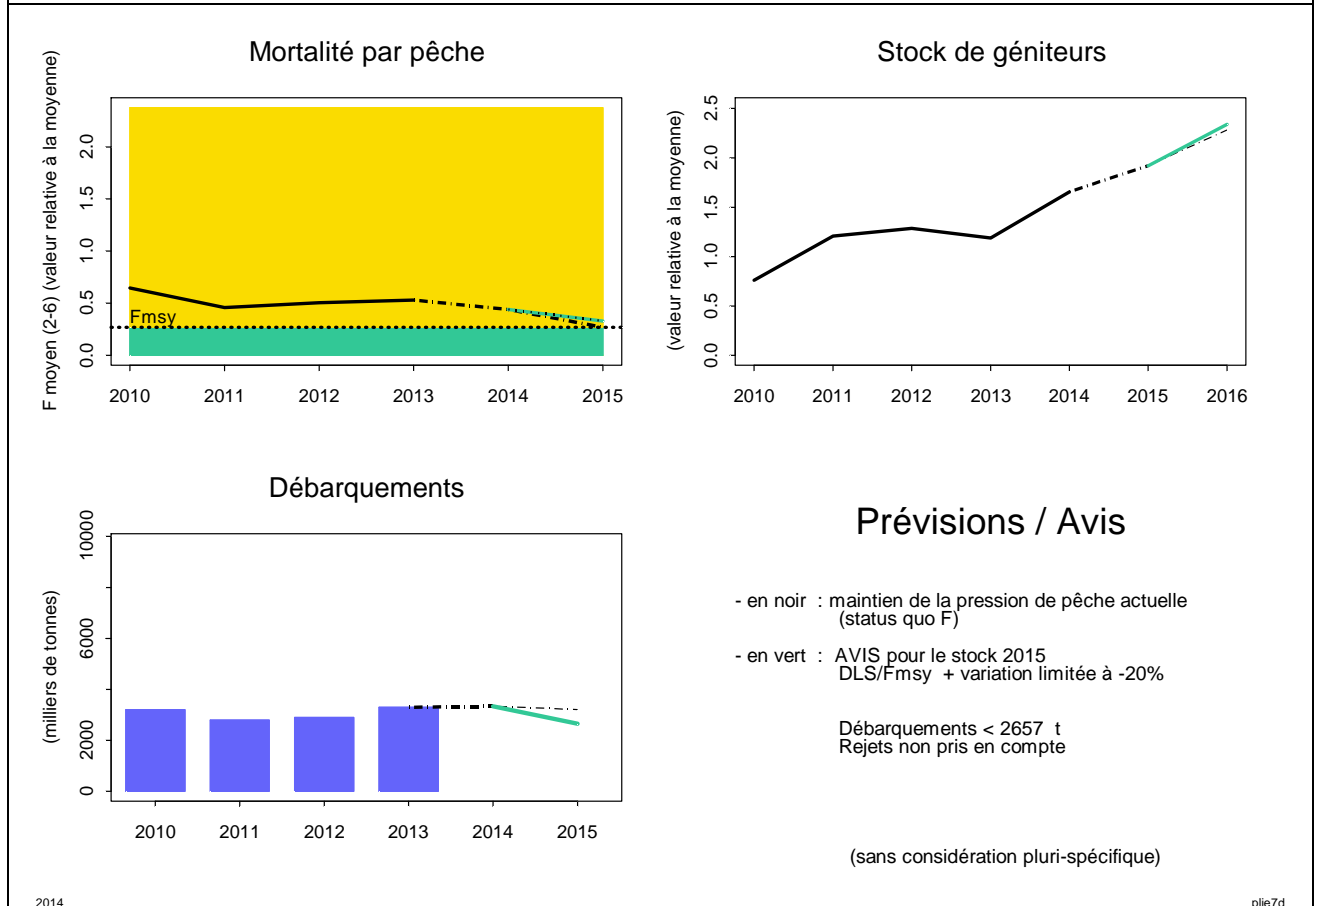 Mortalité par pêche
F moyen (2-6) (valeur relative à la moyenne)
2.0
1.5
1.0
0.5
0.0
Fmsy
2010 2011 2012 2013 2014 2015
Stock de géniteurs
(valeur relative à la moyenne)
2.5
2.0
1.5
1.0
0.5
0.0
2010 2011 2012 2013 2014 2015 2016
Débarquements
(milliers de tonnes)
10000
6000
2000
0
2010 2011 2012 2013 2014 2015
Prévisions / Avis
- en noir : maintien de la pression de pêche actuelle
(status quo F)
- en vert : AVIS pour le stock 2015
DLS/Fmsy + variation limitée à -20%
Débarquements < 2657 t
Rejets non pris en compte
(sans considération pluri-spécifique)
2014
plie7d